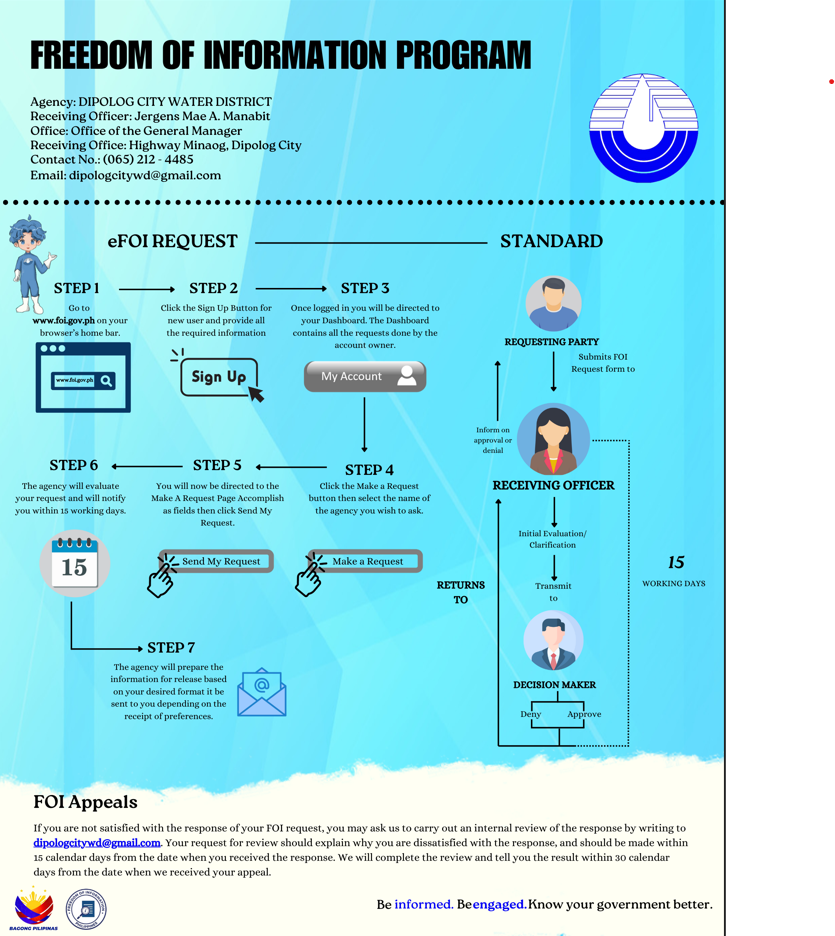 FREEDOM OF INFORMATION PROGRAM
Agency: DIPOLOG CITY WATER DISTRICT
Receiving Officer: Jergens Mae A. Manabit
Office: Office of the General Manager
Receiving Office: Highway Minaog, Dipolog City
Contact No.: (065) 212 - 4485
Email: dipologcitywd@gmail.com
eFOI REQUEST
STEP 1
Go to
www.foi.gov.ph on your
browser's home bar.
www.foi.gov.ph
STEP 2
Click the Sign Up Button for
new user and provide all
the required information
Sign Up
STEP 3
Once logged in you will be directed to
your Dashboard. The Dashboard
contains all the requests done by the
account owner.
My Account
STEP 4
Click the Make a Request
button then select the name of
the agency you wish to ask.
Make a Request
STEP 5
You will now be directed to the
Make A Request Page Accomplish
as fields then click Send My
Request.
Send My Request
STEP 6
The agency will evaluate
your request and will notify
you within 15 working days.
15
STEP 7
The agency will prepare the
information for release based
on your desired format it be
sent to you depending on the
receipt of preferences.
@
STANDARD
REQUESTING PARTY
Submits FOI
Request form to
Inform on
approval or
denial
RECEIVING OFFICER
Initial Evaluation/
Clarification
Transmit
to
RETURNS
TO
15
WORKING DAYS
DECISION MAKER
Deny
Approve
FOI Appeals
If you are not satisfied with the response of your FOI request, you may ask us to carry out an internal review of the response by writing to
dipologcitywd@gmail.com. Your request for review should explain why you are dissatisfied with the response, and should be made within
15 calendar days from the date when you received the response. We will complete the review and tell you the result within 30 calendar
days from the date when we received your appeal.
BAGONG PILIPINAS
FREEDOM OF INFORMATION
PHILIPPINES
Be informed. Be engaged. Know your government better.